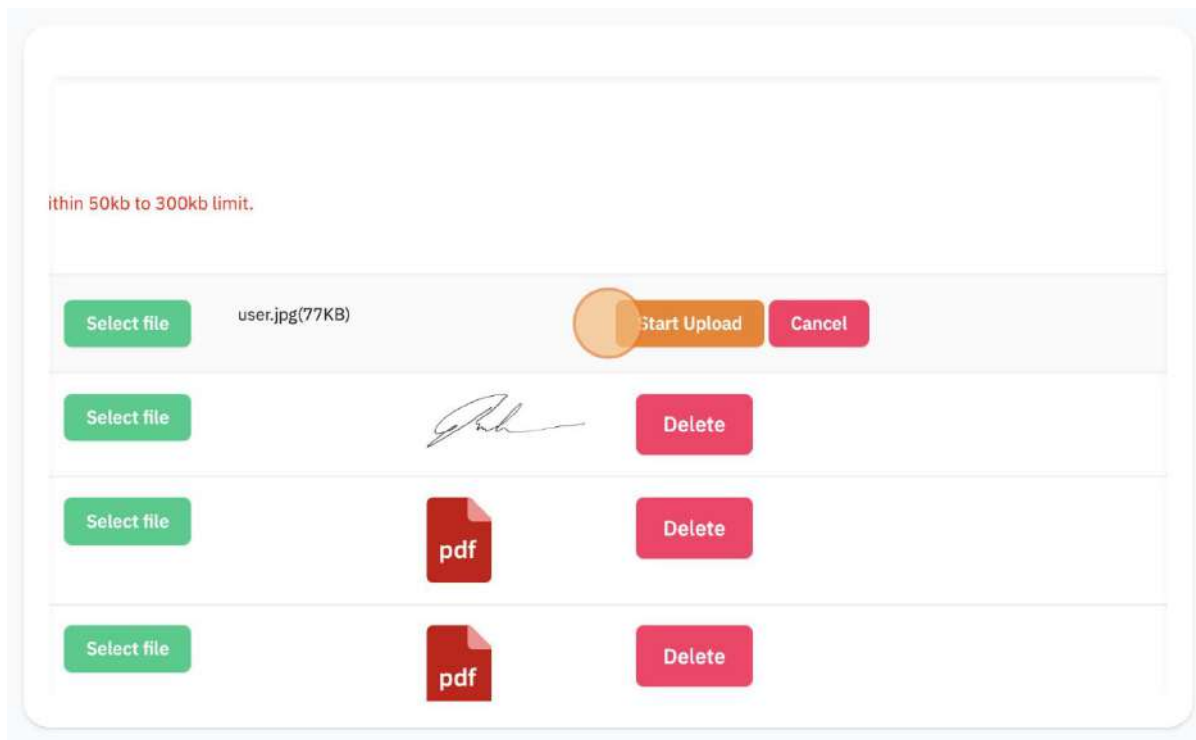 ithin 50kb to 300kb limit.
Select file user.jpg(77KB) Start Upload Cancel
Select file Delete
Select file pdf Delete
Select file pdf Delete